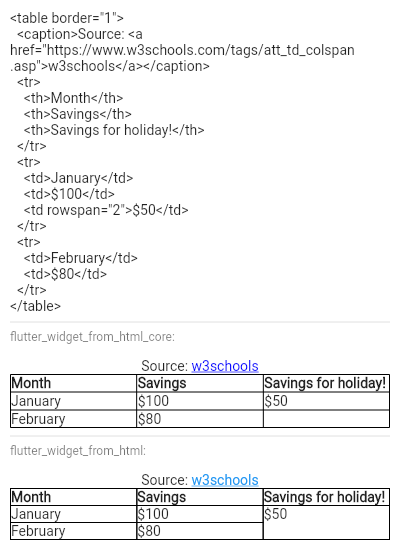 <table border="1">
<caption>Source: <a
href="https://www.w3schools.com/tags/att_td_colspan
.asp">w3schools</a></caption>
<tr>
<th>Month</th>
<th>Savings</th>
<th>Savings for holiday!</th>
</tr>
<tr>
<td>January</td>
<td>$100</td>
<td rowspan="2">$50</td>
</tr>
<tr>
<td>February</td>
<td>$80</td>
</tr>
</table>
flutter_widget_from_html_core:
Source: w3schools
Month Savings Savings for holiday!
January $100 $50
February $80
flutter_widget_from_html:
Source: w3schools
Month Savings Savings for holiday!
January $100 $50
February $80